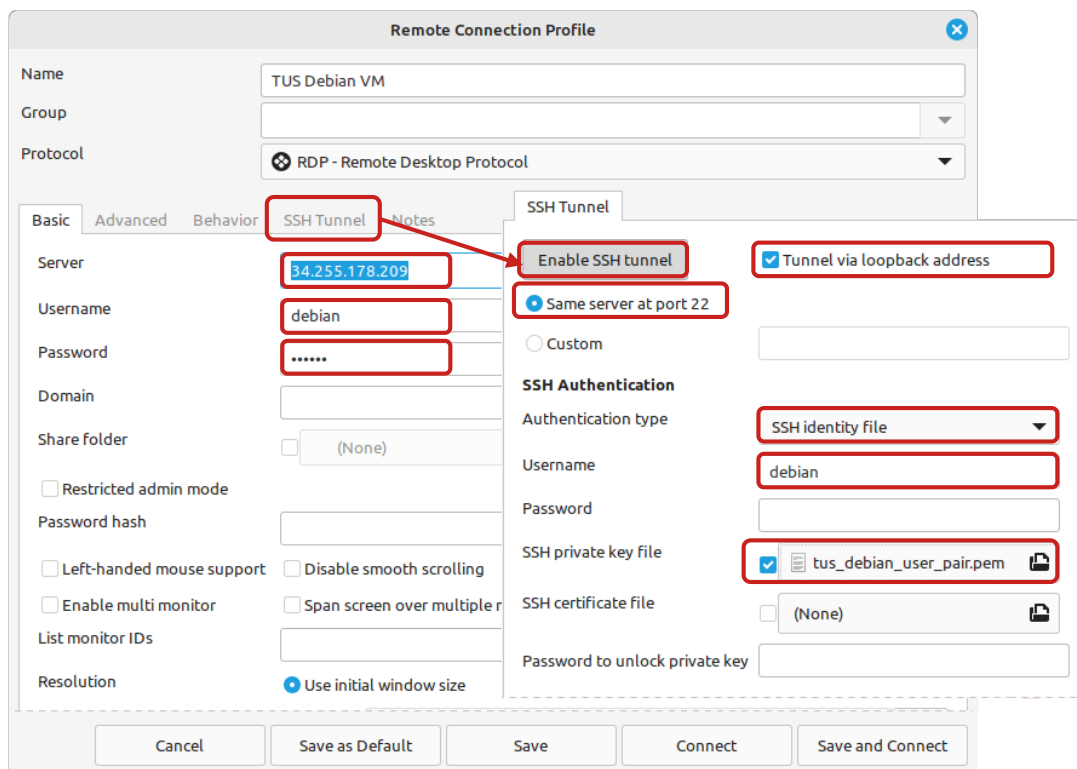 Remote Connection Profile
Name
TUS Debian VM
Group
Protocol
RDP - Remote Desktop Protocol
Basic
Advanced
Behavior
SSH Tunnel
Notes
Server
34.255.178.209
Username
debian
Password
••••••
Domain
Share folder
(None)
Restricted admin mode
Password hash
Left-handed mouse support
Disable smooth scrolling
Enable multi monitor
Span screen over multiple
List monitor IDs
Resolution
Use initial window size
SSH Tunnel
Enable SSH tunnel
Tunnel via loopback address
Same server at port 22
Custom
SSH Authentication
Authentication type
SSH identity file
Username
debian
Password
SSH private key file
tus_debian_user_pair.pem
SSH certificate file
(None)
Password to unlock private key
Cancel
Save as Default
Save
Connect
Save and Connect